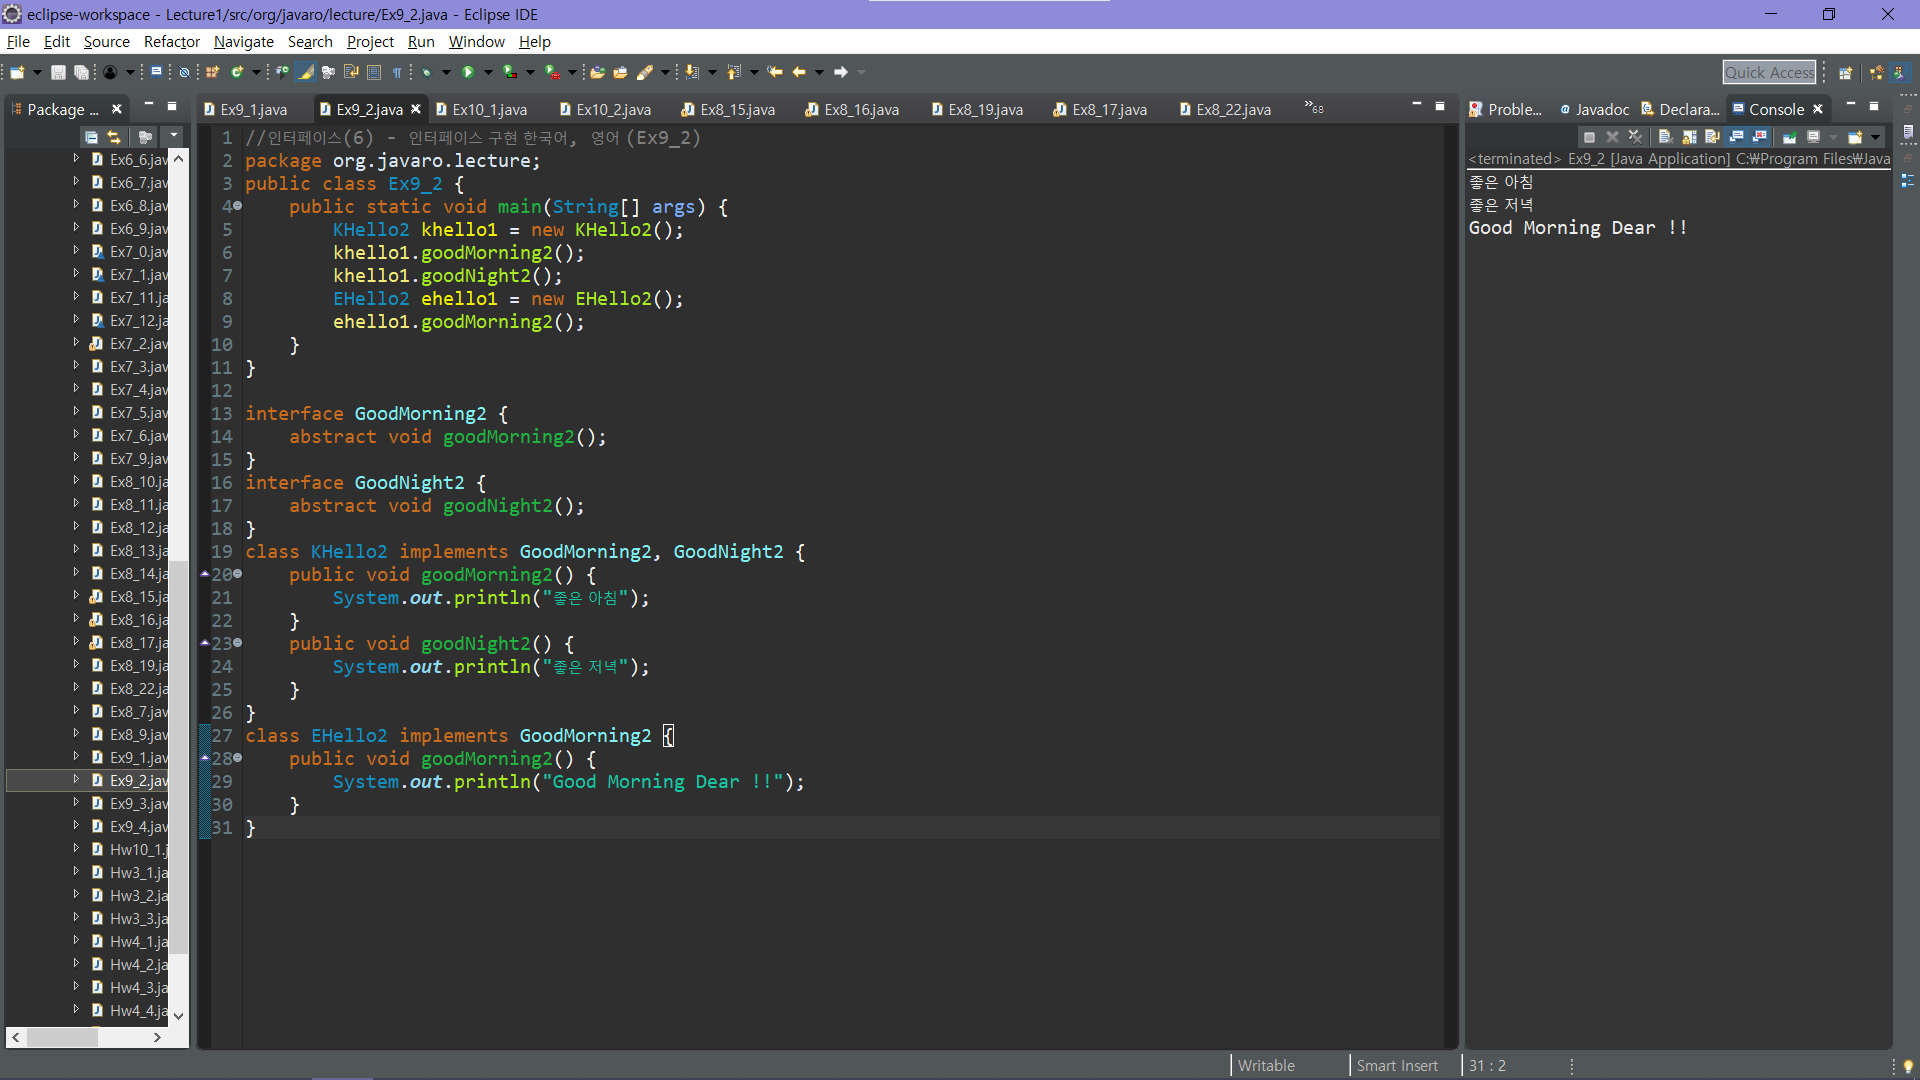 eclipse-workspace - Lecture1/src/org/javaro/lecture/Ex9_2.java - Eclipse IDE
File Edit Source Refactor Navigate Search Project Run Window Help
Quick Access
Package ...
Ex9_1.java Ex9_2.java Ex10_1.java Ex10_2.java Ex8_15.java Ex8_16.java Ex8_19.java Ex8_17.java Ex8_22.java »68
Proble... Javadoc Declara... Console
Ex6_6.jav
Ex6_7.jav
Ex6_8.jav
Ex6_9.jav
Ex7_0.jav
Ex7_1.jav
Ex7_11.ja
Ex7_12.ja
Ex7_2.jav
Ex7_3.jav
Ex7_4.jav
Ex7_5.jav
Ex7_6.jav
Ex7_9.jav
Ex8_10.ja
Ex8_11.ja
Ex8_12.ja
Ex8_13.ja
Ex8_14.ja
Ex8_15.ja
Ex8_16.ja
Ex8_17.ja
Ex8_19.ja
Ex8_22.ja
Ex8_7.jav
Ex8_9.jav
Ex9_1.jav
Ex9_2.jav
Ex9_3.jav
Ex9_4.jav
Hw10_1.j
Hw3_1.ja
Hw3_2.ja
Hw3_3.ja
Hw4_1.ja
Hw4_2.ja
Hw4_3.ja
Hw4_4.ja
1 //인터페이스(6) - 인터페이스 구현 한국어, 영어 (Ex9_2)
2 package org.javaro.lecture;
3 public class Ex9_2 {
4 public static void main(String[] args) {
5 KHello2 khello1 = new KHello2();
6 khello1.goodMorning2();
7 khello1.goodNight2();
8 EHello2 ehello1 = new EHello2();
9 ehello1.goodMorning2();
10 }
11 }
12
13 interface GoodMorning2 {
14 abstract void goodMorning2();
15 }
16 interface GoodNight2 {
17 abstract void goodNight2();
18 }
19 class KHello2 implements GoodMorning2, GoodNight2 {
20 public void goodMorning2() {
21 System.out.println("좋은 아침");
22 }
23 public void goodNight2() {
24 System.out.println("좋은 저녁");
25 }
26 }
27 class EHello2 implements GoodMorning2 {
28 public void goodMorning2() {
29 System.out.println("Good Morning Dear !!");
30 }
31 }
<terminated> Ex9_2 [Java Application] C:₩Program Files₩Java
좋은 아침
좋은 저녁
Good Morning Dear !!
Writable Smart Insert 31 : 2